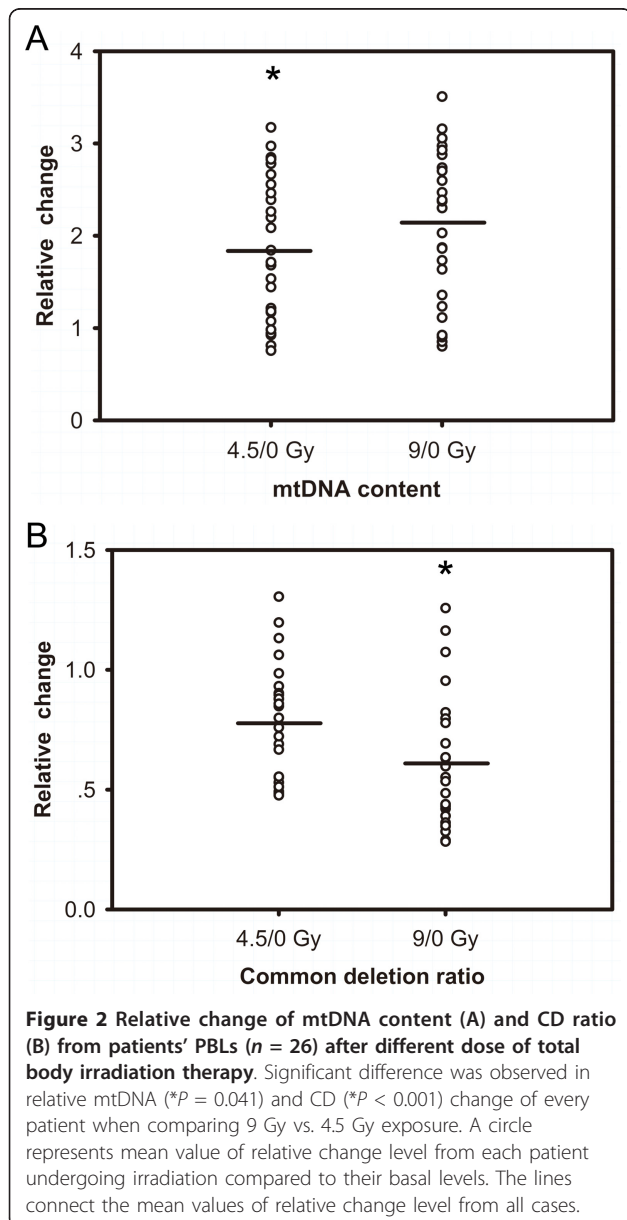 A
4
*
3
2
1
0
Relative change
4.5/0 Gy 9/0 Gy
mtDNA content
B
1.5
*
1.0
.5
0.0
Relative change
4.5/0 Gy 9/0 Gy
Common deletion ratio
Figure 2 Relative change of mtDNA content (A) and CD ratio
(B) from patients' PBLs (n = 26) after different dose of total
body irradiation therapy. Significant difference was observed in
relative mtDNA (*P = 0.041) and CD (*P < 0.001) change of every
patient when comparing 9 Gy vs. 4.5 Gy exposure. A circle
represents mean value of relative change level from each patient
undergoing irradiation compared to their basal levels. The lines
connect the mean values of relative change level from all cases.